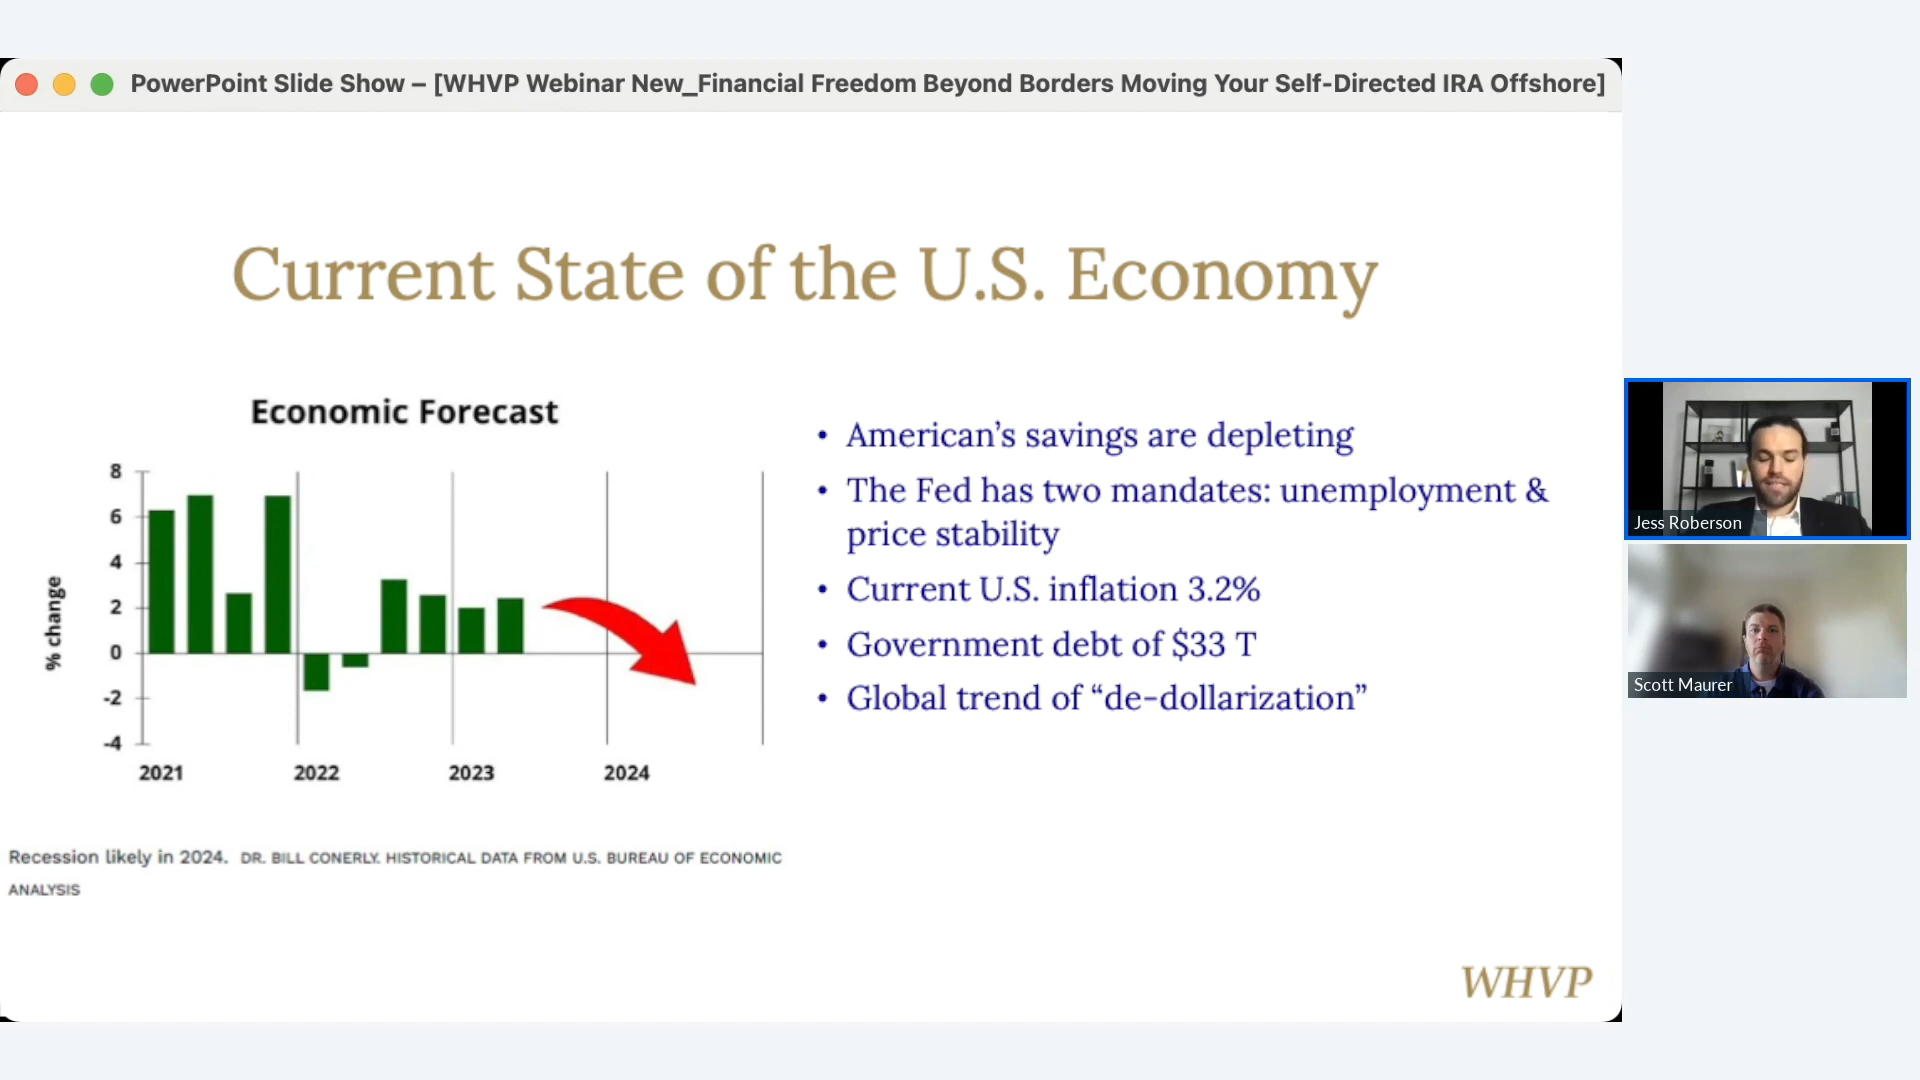 PowerPoint Slide Show – [WHVP Webinar New_Financial Freedom Beyond Borders Moving Your Self-Directed IRA Offshore]
Current State of the U.S. Economy
Economic Forecast
8
6
4
2
0
-2
-4
% change
2021 2022 2023 2024
Recession likely in 2024. DR. BILL CONERLY. HISTORICAL DATA FROM U.S. BUREAU OF ECONOMIC
ANALYSIS
• American’s savings are depleting
• The Fed has two mandates: unemployment &
price stability
• Current U.S. inflation 3.2%
• Government debt of $33 T
• Global trend of “de-dollarization”
WHVP
Jess Roberson
Scott Maurer